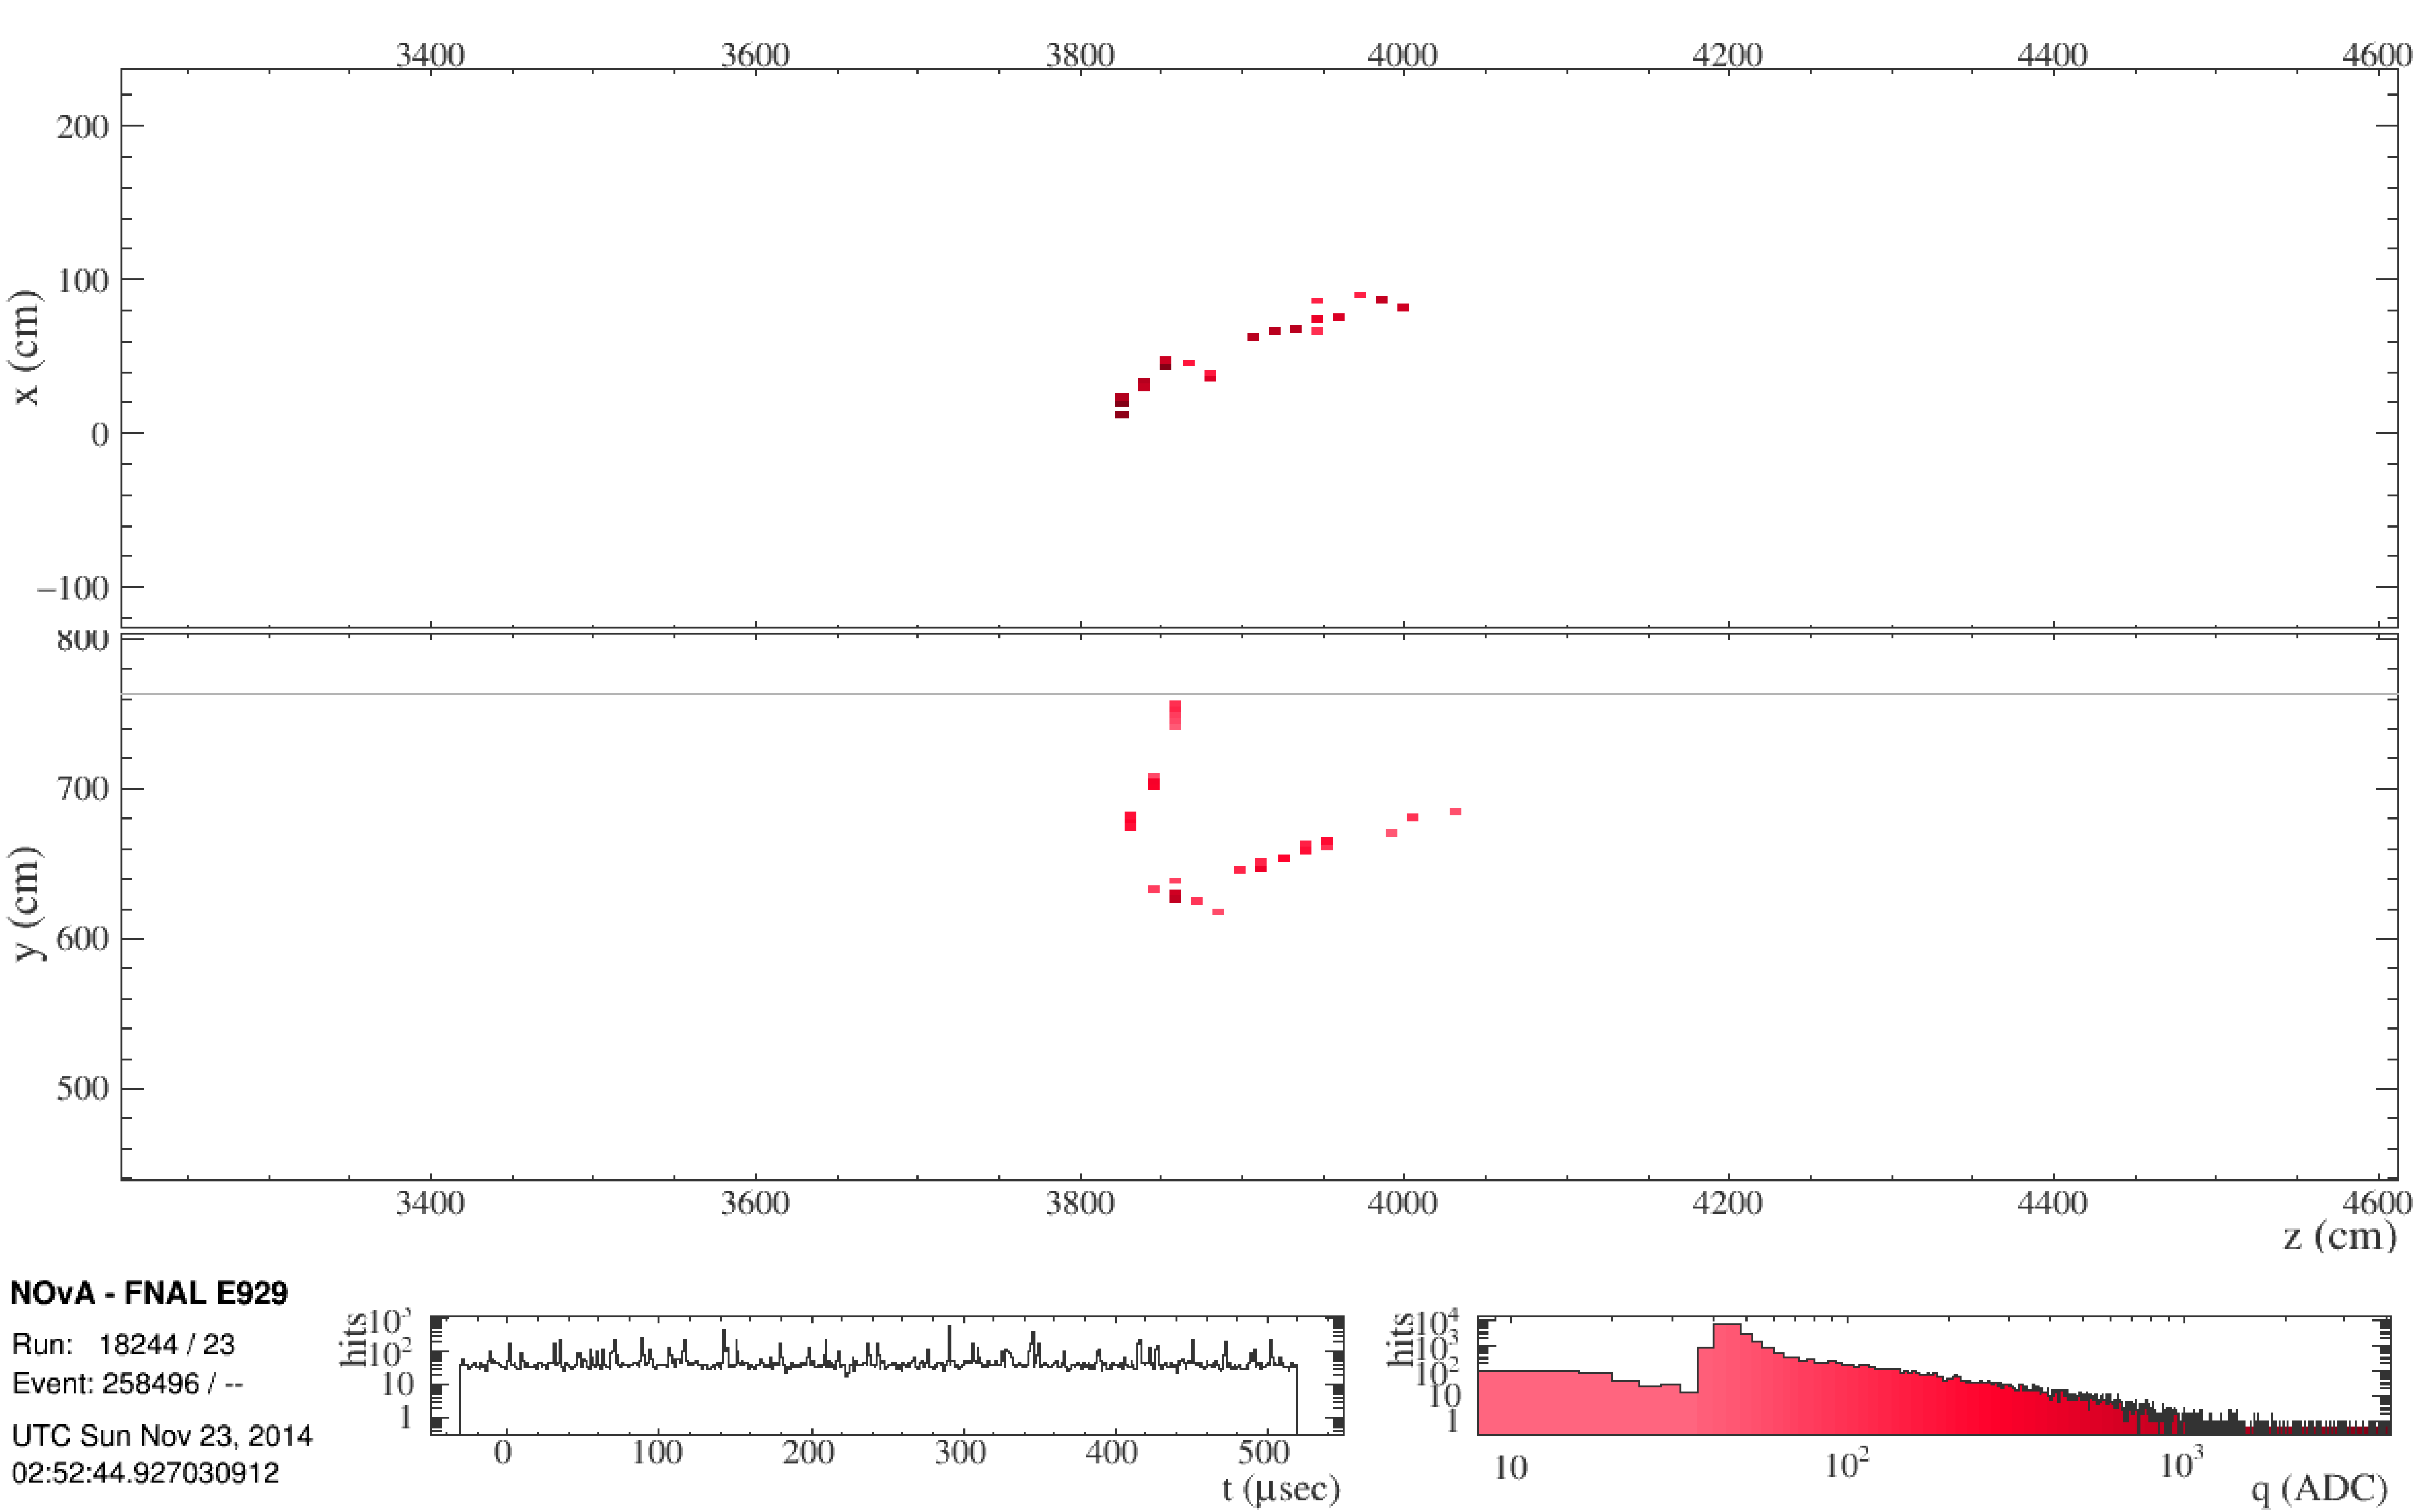 3400 3600 3800 4000 4200 4400 4600
200
100
0
−100
x (cm)
800
700
600
500
y (cm)
3400 3600 3800 4000 4200 4400 4600
z (cm)
NOvA - FNAL E929
Run: 18244 / 23
Event: 258496 / --
UTC Sun Nov 23, 2014
02:52:44.927030912
hits
10³
10²
10
1
0 100 200 300 400 500
t (μsec)
hits
10⁴
10³
10²
10
1
10 10² 10³
q (ADC)